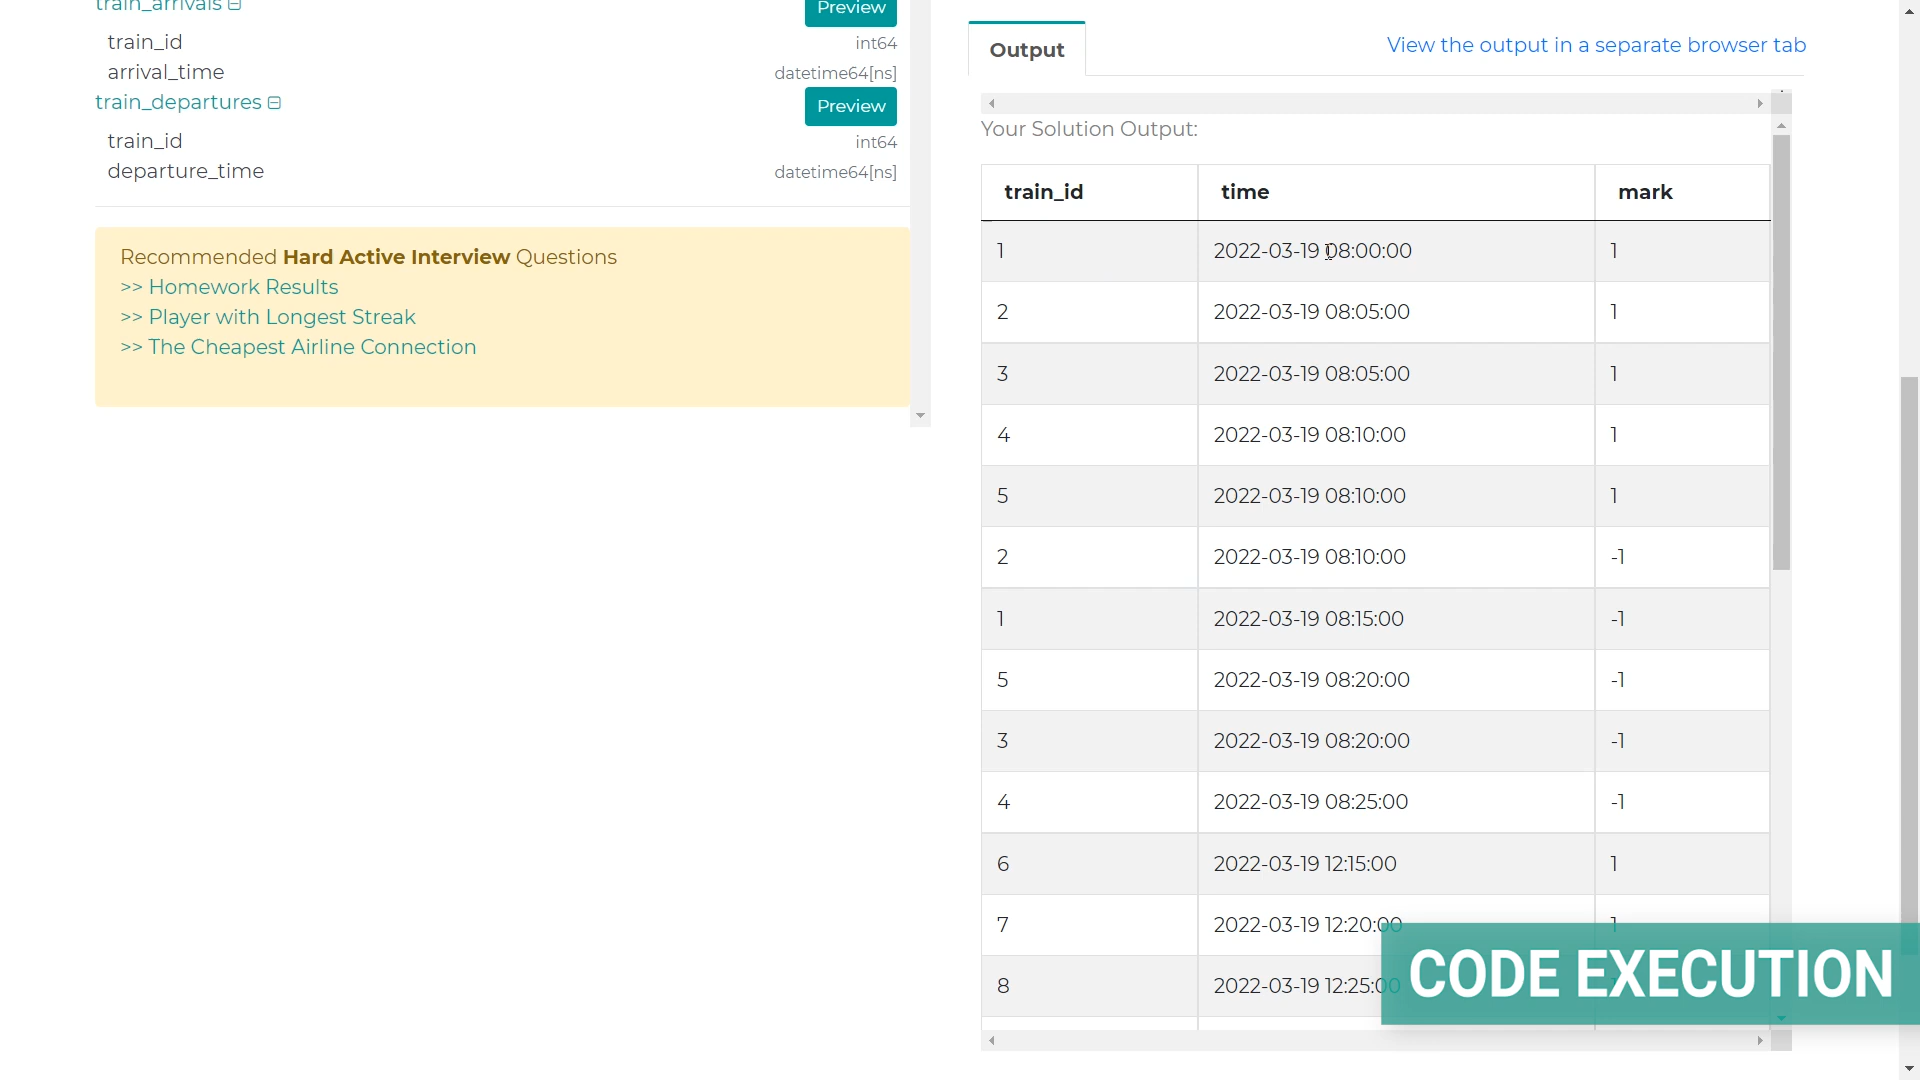 train_arrivals
Preview
train_id int64
arrival_time datetime64[ns]
train_departures Preview
train_id int64
departure_time datetime64[ns]
Recommended Hard Active Interview Questions
>> Homework Results
>> Player with Longest Streak
>> The Cheapest Airline Connection
Output
View the output in a separate browser tab
Your Solution Output:
train_id time mark
1 2022-03-19 08:00:00 1
2 2022-03-19 08:05:00 1
3 2022-03-19 08:05:00 1
4 2022-03-19 08:10:00 1
5 2022-03-19 08:10:00 1
2 2022-03-19 08:10:00 -1
1 2022-03-19 08:15:00 -1
5 2022-03-19 08:20:00 -1
3 2022-03-19 08:20:00 -1
4 2022-03-19 08:25:00 -1
6 2022-03-19 12:15:00 1
7 2022-03-19 12:20:00 1
8 2022-03-19 12:25:00
CODE EXECUTION